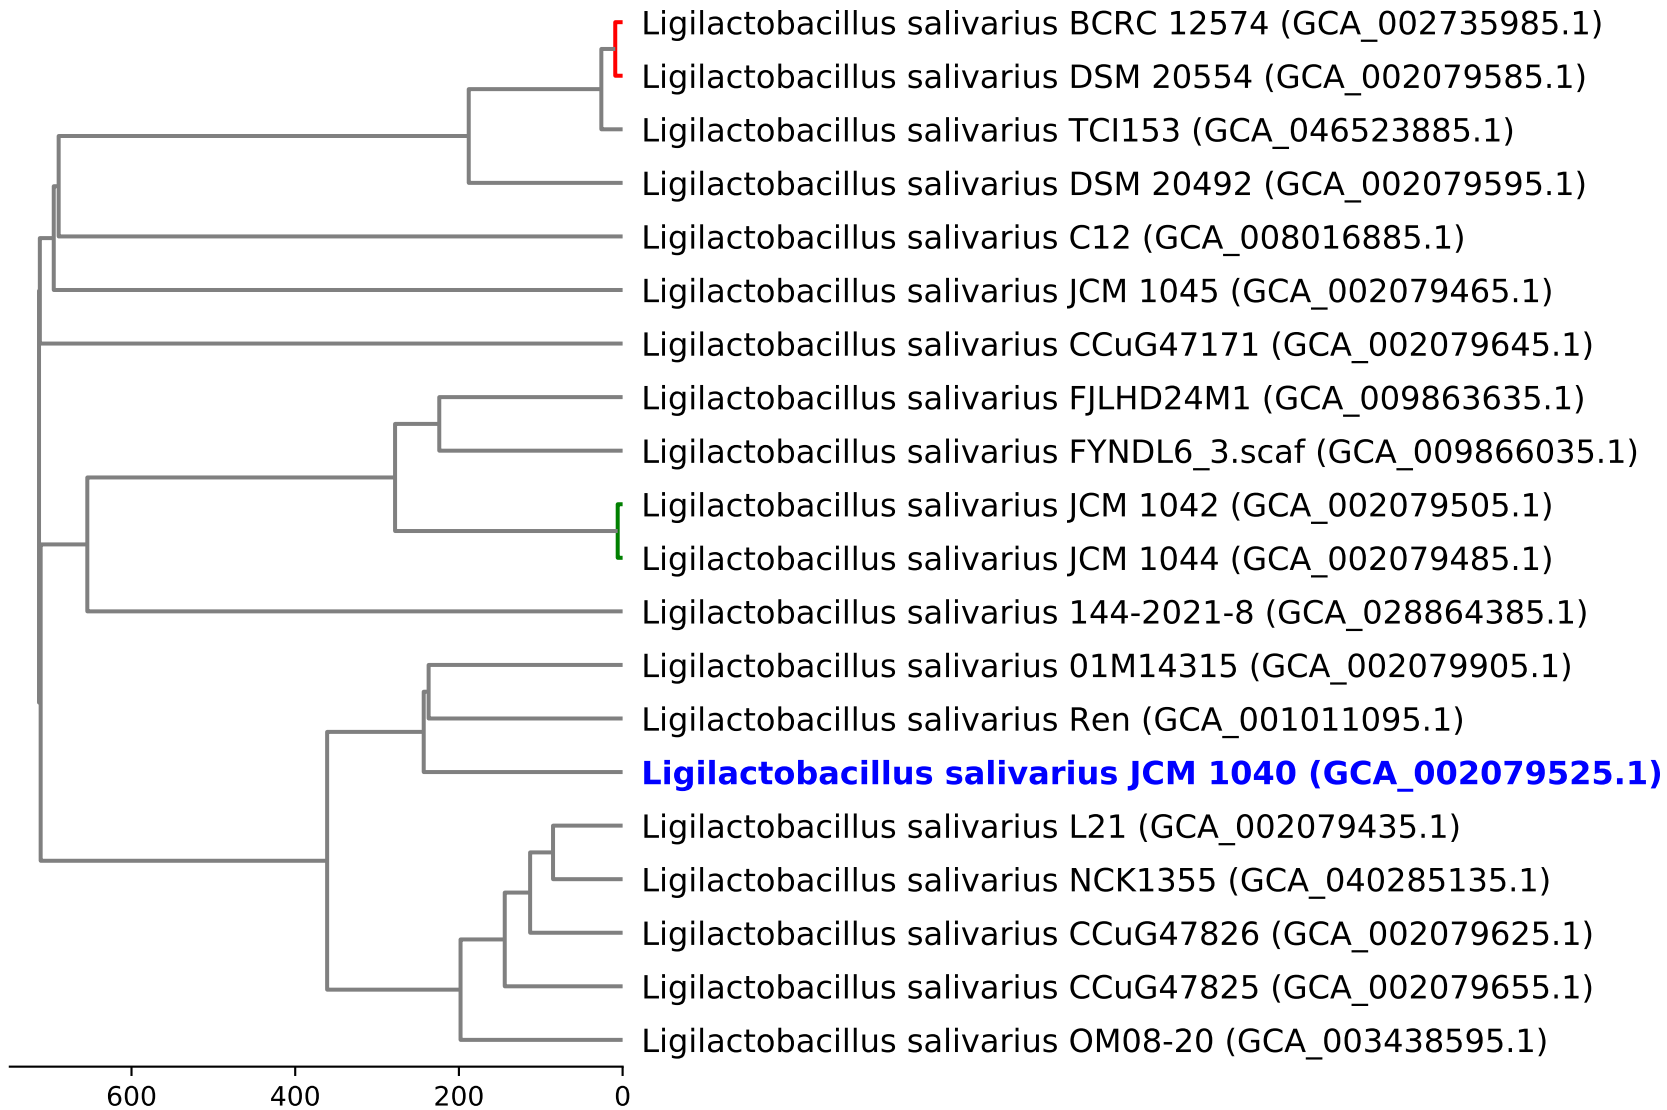 Ligilactobacillus salivarius BCRC 12574 (GCA_002735985.1)
Ligilactobacillus salivarius DSM 20554 (GCA_002079585.1)
Ligilactobacillus salivarius TCI153 (GCA_046523885.1)
Ligilactobacillus salivarius DSM 20492 (GCA_002079595.1)
Ligilactobacillus salivarius C12 (GCA_008016885.1)
Ligilactobacillus salivarius JCM 1045 (GCA_002079465.1)
Ligilactobacillus salivarius CCuG47171 (GCA_002079645.1)
Ligilactobacillus salivarius FJLHD24M1 (GCA_009863635.1)
Ligilactobacillus salivarius FYNDL6_3.scaf (GCA_009866035.1)
Ligilactobacillus salivarius JCM 1042 (GCA_002079505.1)
Ligilactobacillus salivarius JCM 1044 (GCA_002079485.1)
Ligilactobacillus salivarius 144-2021-8 (GCA_028864385.1)
Ligilactobacillus salivarius 01M14315 (GCA_002079905.1)
Ligilactobacillus salivarius Ren (GCA_001011095.1)
Ligilactobacillus salivarius JCM 1040 (GCA_002079525.1)
Ligilactobacillus salivarius L21 (GCA_002079435.1)
Ligilactobacillus salivarius NCK1355 (GCA_040285135.1)
Ligilactobacillus salivarius CCuG47826 (GCA_002079625.1)
Ligilactobacillus salivarius CCuG47825 (GCA_002079655.1)
Ligilactobacillus salivarius OM08-20 (GCA_003438595.1)
600 400 200 0